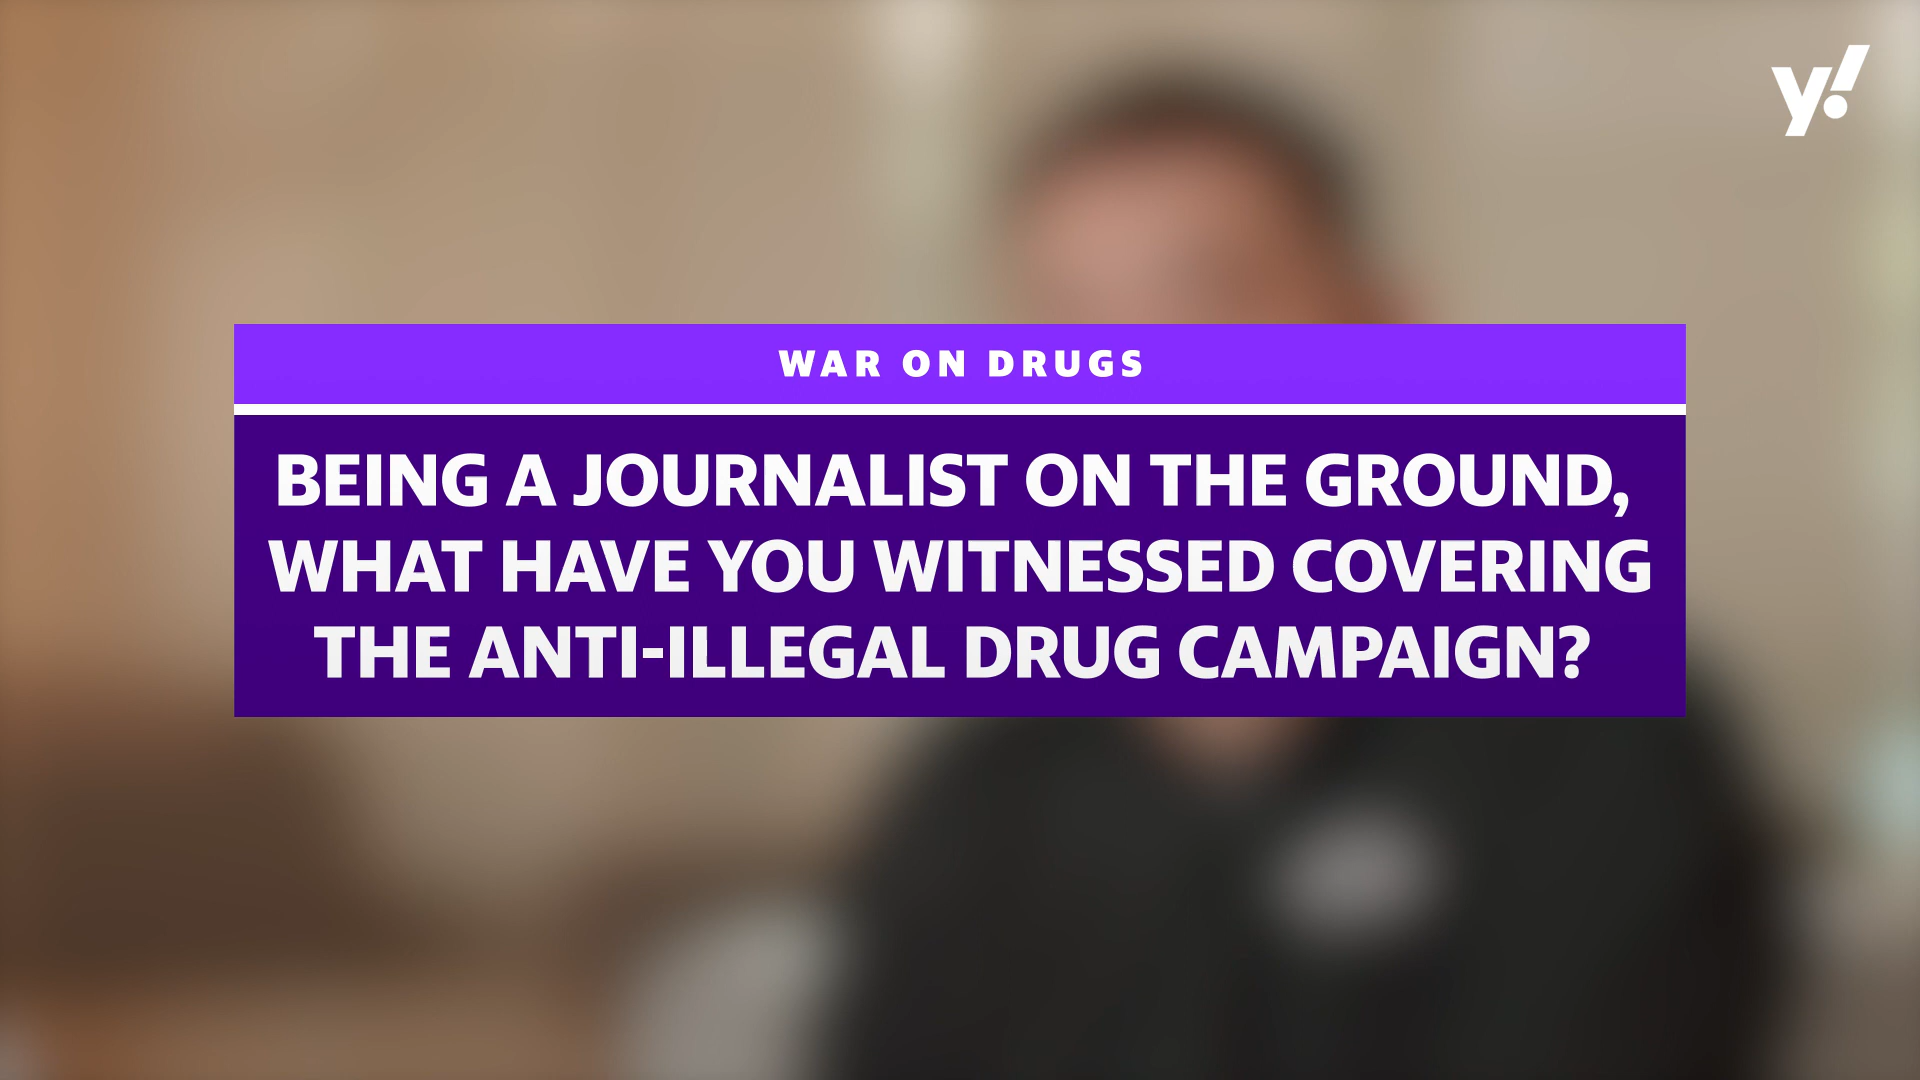 y!
WAR ON DRUGS
BEING A JOURNALIST ON THE GROUND,
WHAT HAVE YOU WITNESSED COVERING
THE ANTI-ILLEGAL DRUG CAMPAIGN?